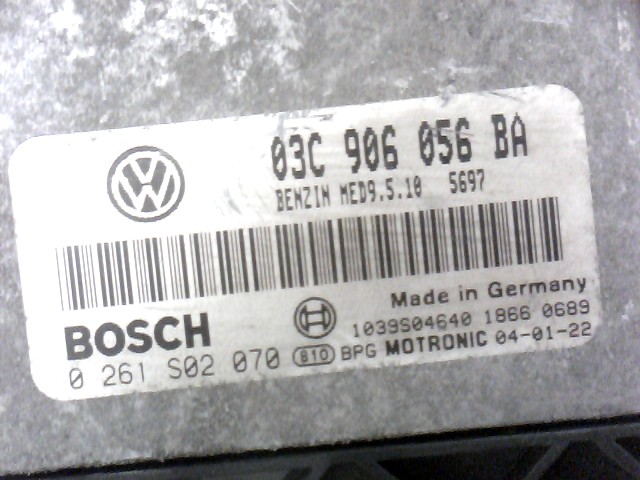 03C 906 056 BA
BENZIN MED9.5.10 5697
Made in Germany
BOSCH
1039S04640 1866 0689
0 261 S02 070 810 BPG MOTRONIC 04-01-22